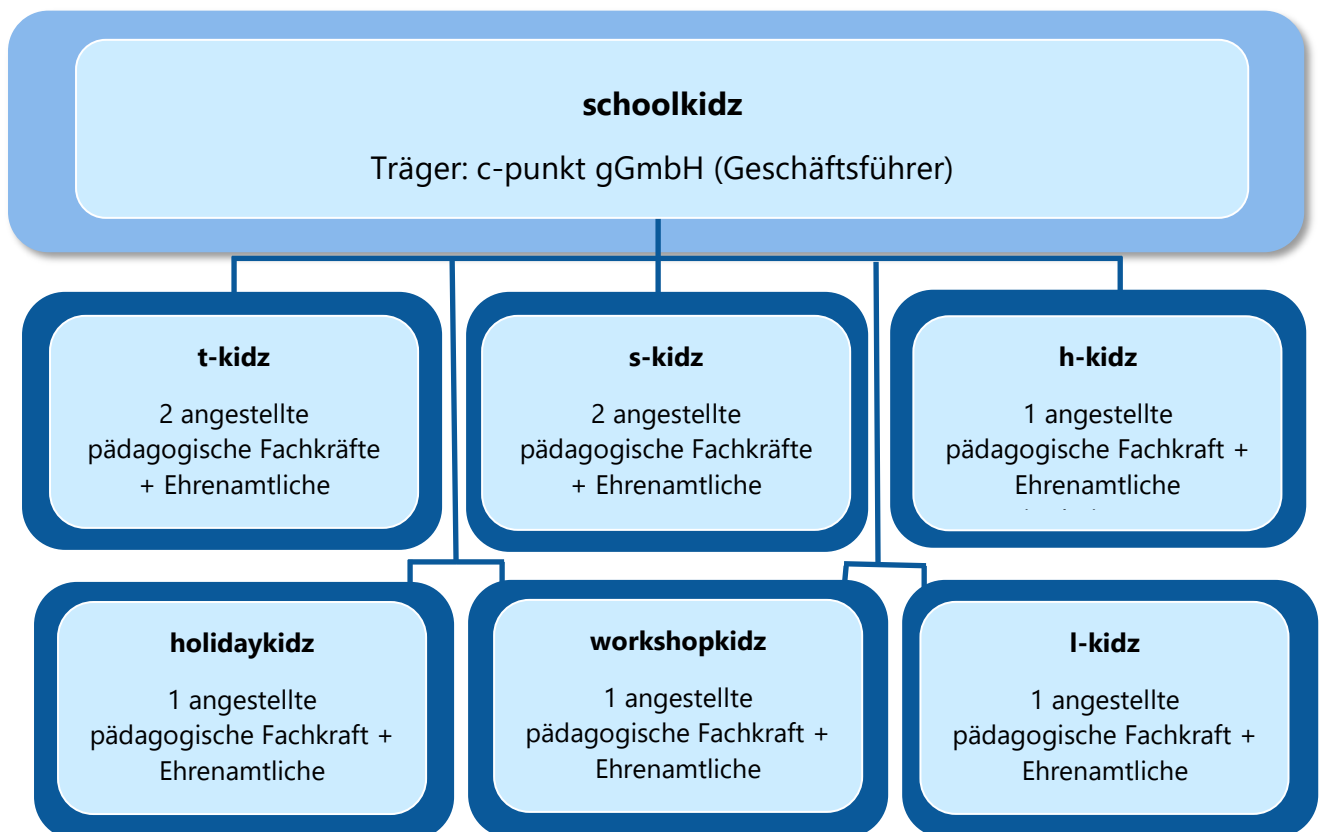 schoolkidz
Träger: c-punkt gGmbH (Geschäftsführer)
t-kidz
2 angestellte
pädagogische Fachkräfte
+ Ehrenamtliche
s-kidz
2 angestellte
pädagogische Fachkräfte
+ Ehrenamtliche
h-kidz
1 angestellte
pädagogische Fachkraft +
Ehrenamtliche
holidaykidz
1 angestellte
pädagogische Fachkraft +
Ehrenamtliche
workshopkidz
1 angestellte
pädagogische Fachkraft +
Ehrenamtliche
l-kidz
1 angestellte
pädagogische Fachkraft +
Ehrenamtliche